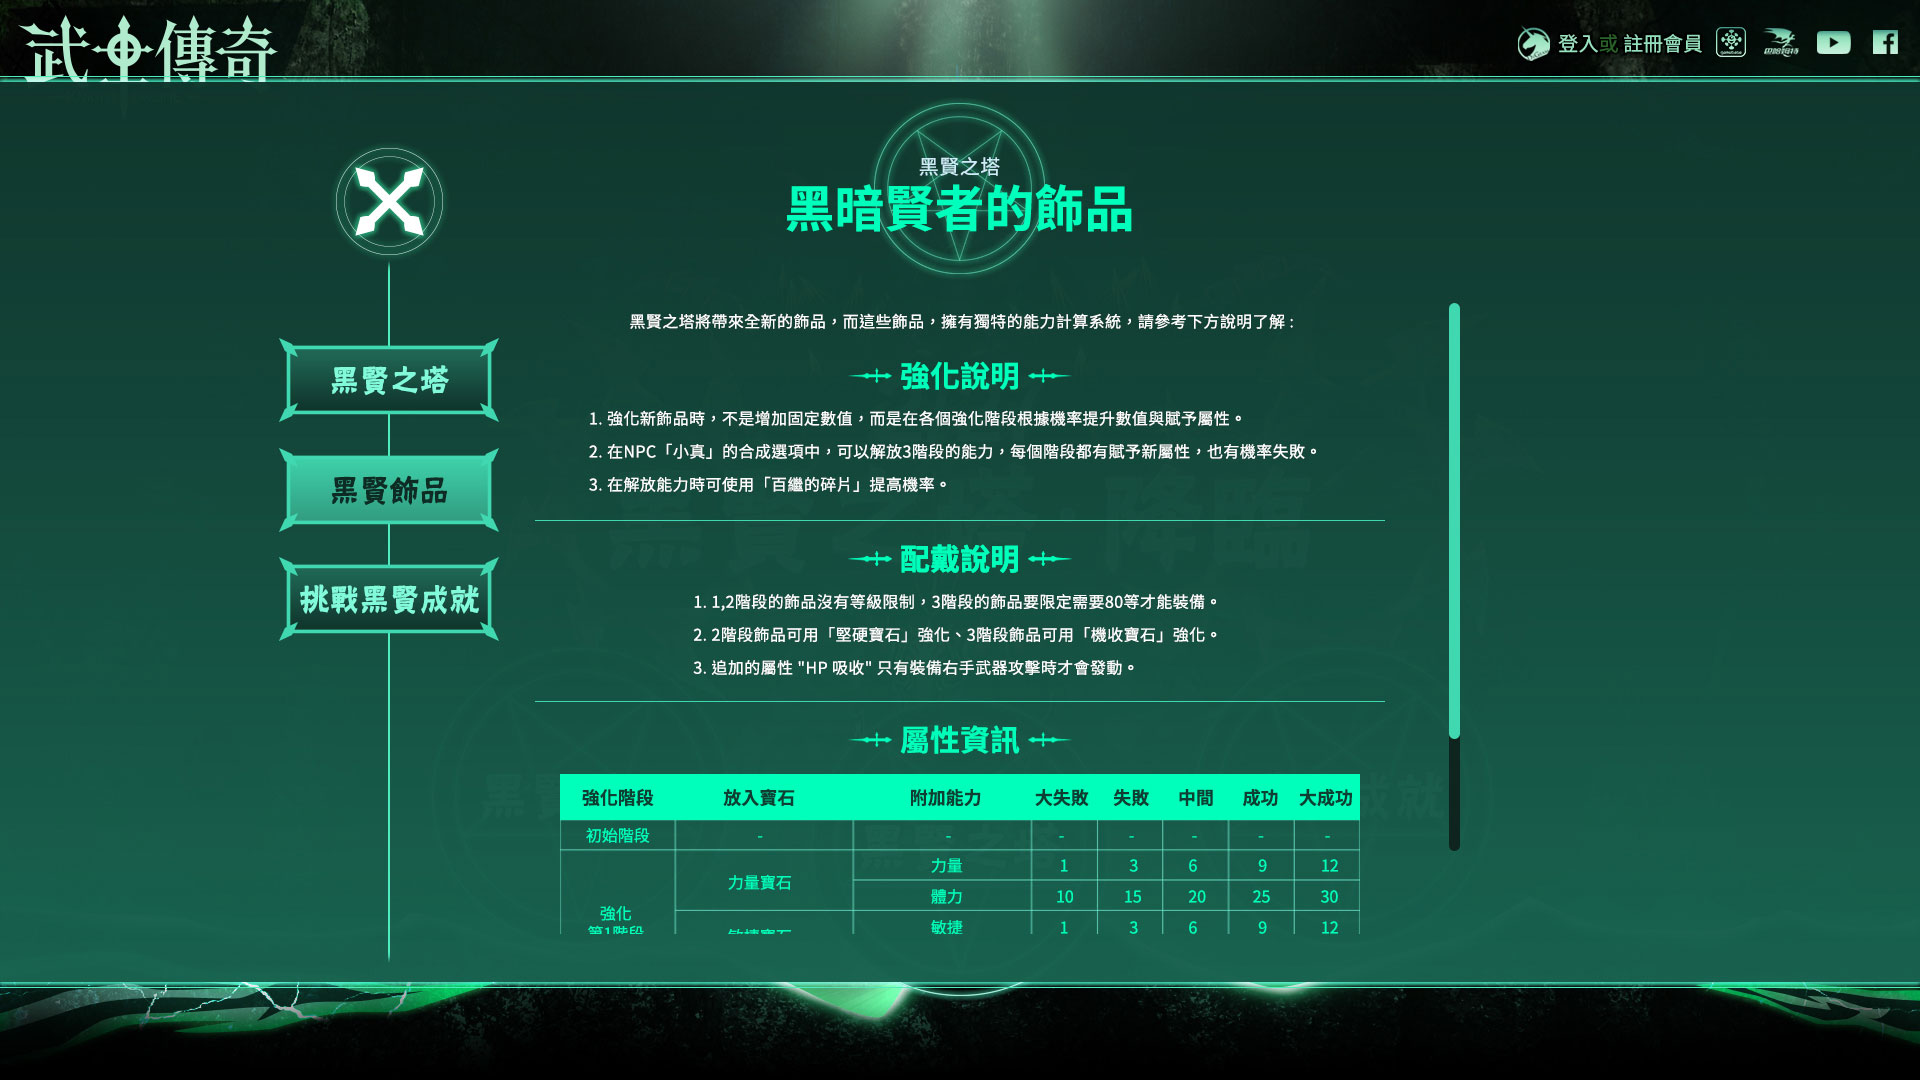 武士傳奇
登入或 註冊會員
巴哈姆特
黑賢之塔
黑暗賢者的飾品
黑賢之塔
黑賢飾品
挑戰黑賢成就
黑賢之塔將帶來全新的飾品，而這些飾品，擁有獨特的能力計算系統，請參考下方說明了解：
強化說明
1. 強化新飾品時，不是增加固定數值，而是在各個強化階段根據機率提升數值與賦予屬性。
2. 在NPC「小真」的合成選項中，可以解放3階段的能力，每個階段都有賦予新屬性，也有機率失敗。
3. 在解放能力時可使用「百繼的碎片」提高機率。
配戴說明
1. 1,2階段的飾品沒有等級限制，3階段的飾品要限定需要80等才能裝備。
2. 2階段飾品可用「堅硬寶石」強化、3階段飾品可用「機收寶石」強化。
3. 追加的屬性 "HP 吸收" 只有裝備右手武器攻擊時才會發動。
屬性資訊
強化階段 放入寶石 附加能力 大失敗 失敗 中間 成功 大成功
初始階段 - - - - - - -
力量寶石 力量 1 3 6 9 12
體力 10 15 20 25 30
強化
第1階段 敏捷寶石 敏捷 1 3 6 9 12